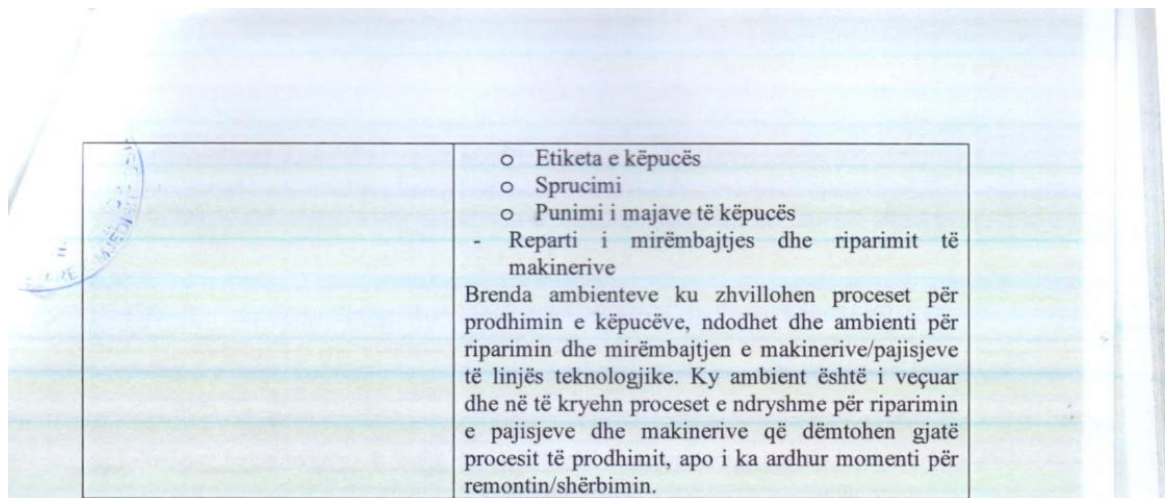 o Etiketa e këpucës
o Sprucimi
o Punimi i majave të këpucës
- Reparti i mirëmbajtjes dhe riparimit të
makinerive
Brenda ambienteve ku zhvillohen proceset për
prodhimin e këpucëve, ndodhet dhe ambienti për
riparimin dhe mirëmbajtjen e makinerive/pajisjeve
të linjës teknologjike. Ky ambient është i veçuar
dhe në të kryehn proceset e ndryshme për riparimin
e pajisjeve dhe makinerive që dëmtohen gjatë
procesit të prodhimit, apo i ka ardhur momenti për
remontin/shërbimin.